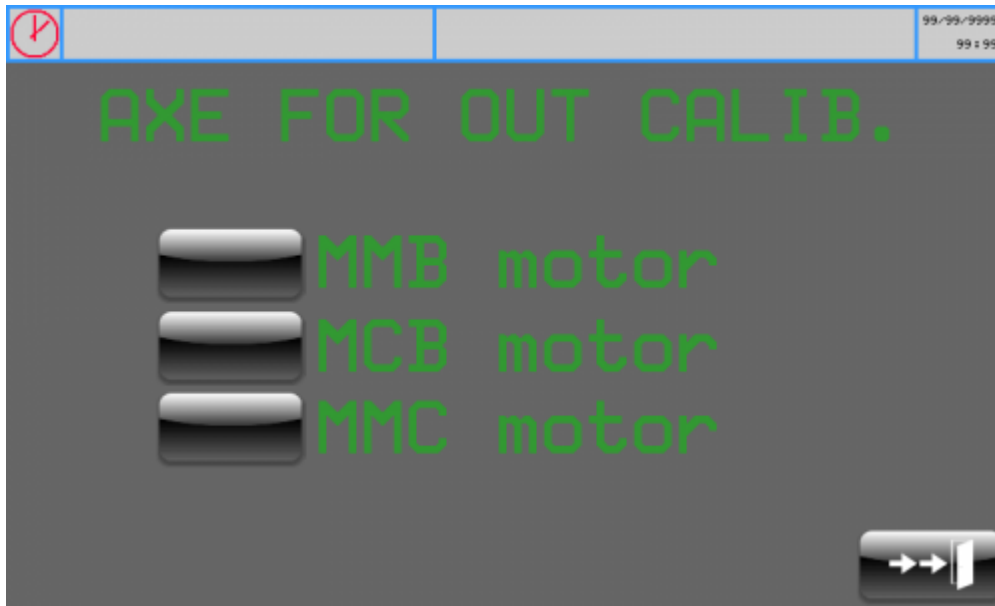 99/99/9999
99:99
AXE FOR OUT CALIB.
MMB motor
MCB motor
MMC motor